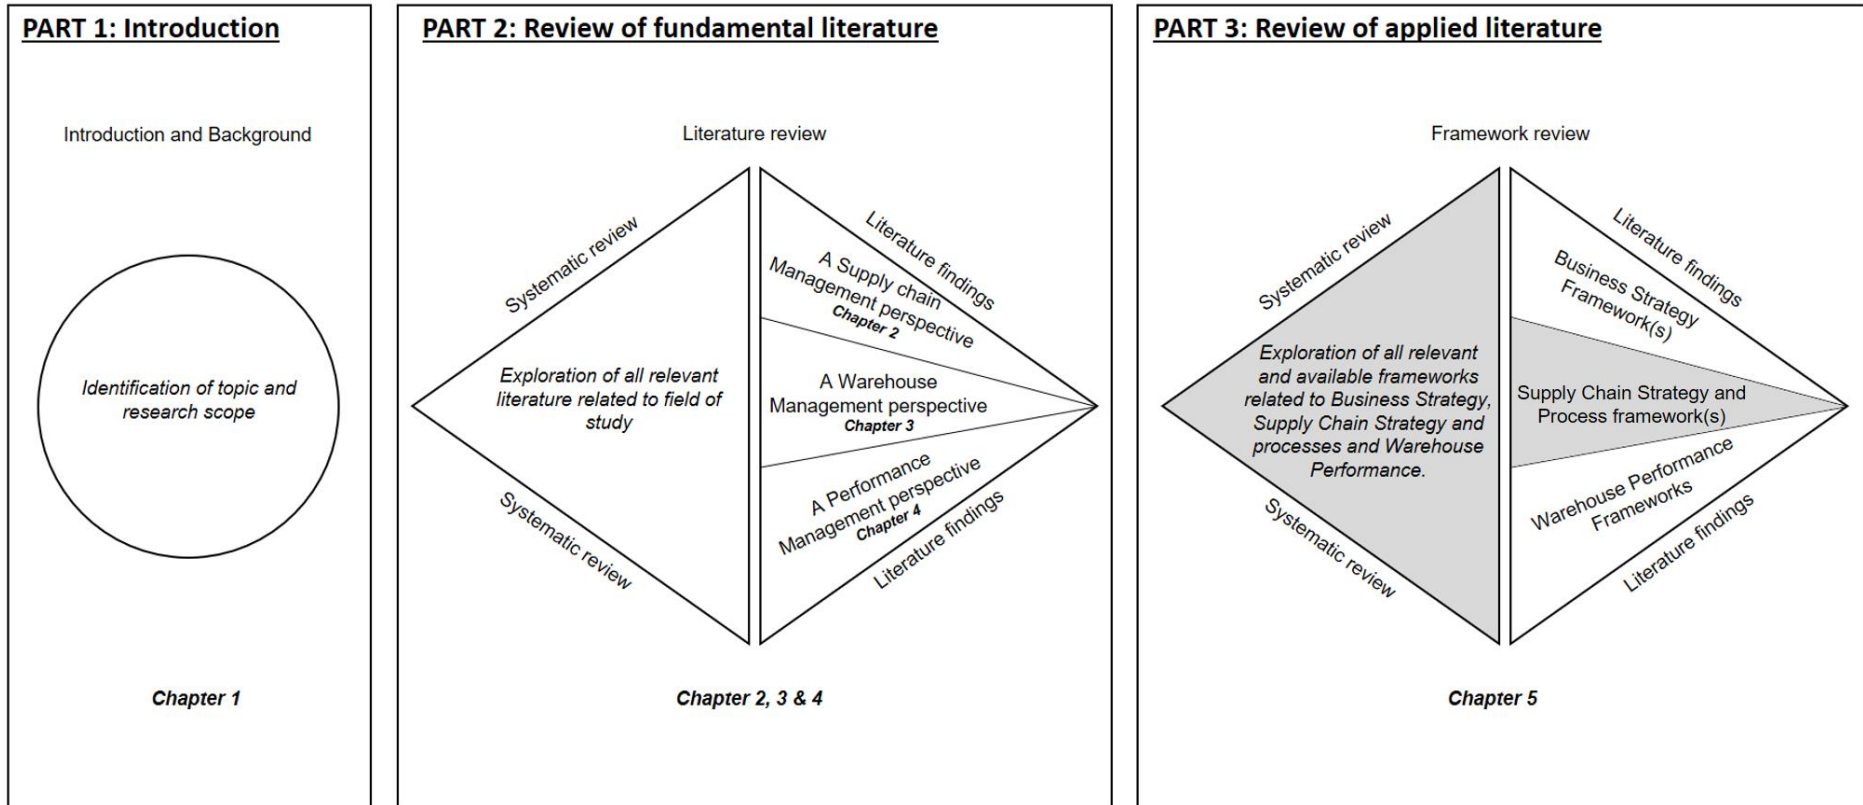 PART 1: Introduction
Introduction and Background
Identification of topic and
research scope
Chapter 1
PART 2: Review of fundamental literature
Literature review
Systematic review
Literature findings
Exploration of all relevant
literature related to field of
study
A Supply chain
Management perspective
Chapter 2
A Warehouse
Management perspective
Chapter 3
A Performance
Management perspective
Chapter 4
Systematic review
Literature findings
Chapter 2, 3 & 4
PART 3: Review of applied literature
Framework review
Systematic review
Literature findings
Exploration of all relevant
and available frameworks
related to Business Strategy,
Supply Chain Strategy and
processes and Warehouse
Performance.
Business Strategy
Framework(s)
Supply Chain Strategy and
Process framework(s)
Warehouse Performance
Frameworks
Systematic review
Literature findings
Chapter 5